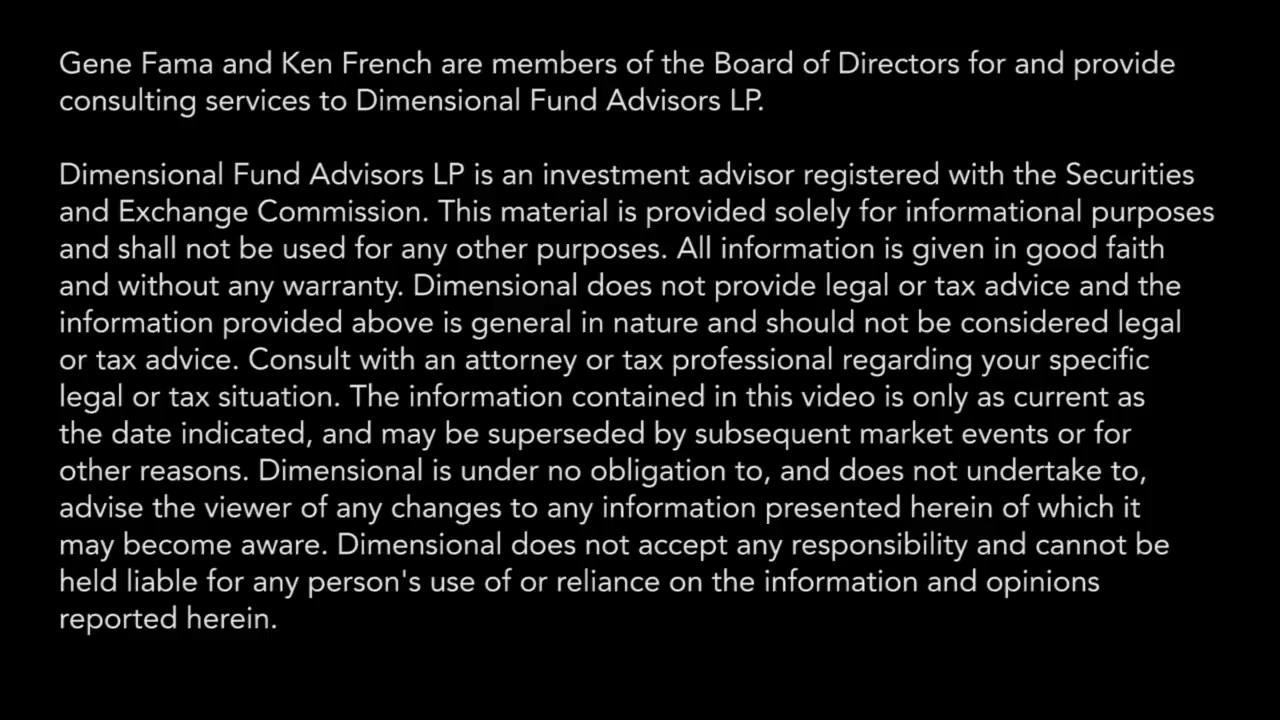 Gene Fama and Ken French are members of the Board of Directors for and provide
consulting services to Dimensional Fund Advisors LP.
Dimensional Fund Advisors LP is an investment advisor registered with the Securities
and Exchange Commission. This material is provided solely for informational purposes
and shall not be used for any other purposes. All information is given in good faith
and without any warranty. Dimensional does not provide legal or tax advice and the
information provided above is general in nature and should not be considered legal
or tax advice. Consult with an attorney or tax professional regarding your specific
legal or tax situation. The information contained in this video is only as current as
the date indicated, and may be superseded by subsequent market events or for
other reasons. Dimensional is under no obligation to, and does not undertake to,
advise the viewer of any changes to any information presented herein of which it
may become aware. Dimensional does not accept any responsibility and cannot be
held liable for any person's use of or reliance on the information and opinions
reported herein.